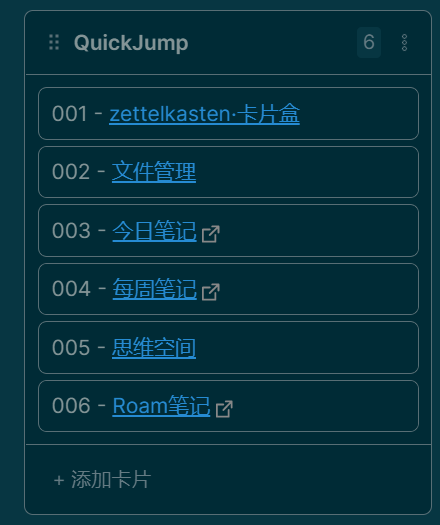 QuickJump 6
001 - zettelkasten·卡片盒
002 - 文件管理
003 - 今日笔记
004 - 每周笔记
005 - 思维空间
006 - Roam笔记
+ 添加卡片